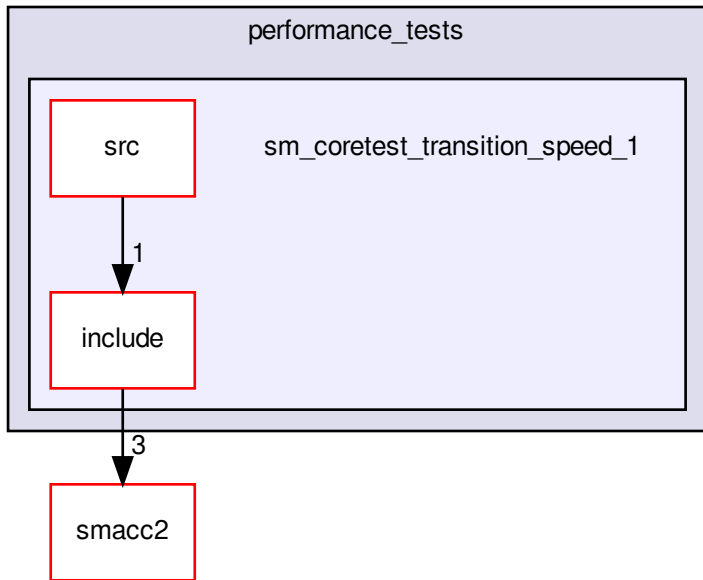 performance_tests
src
sm_coretest_transition_speed_1
1
include
3
smacc2